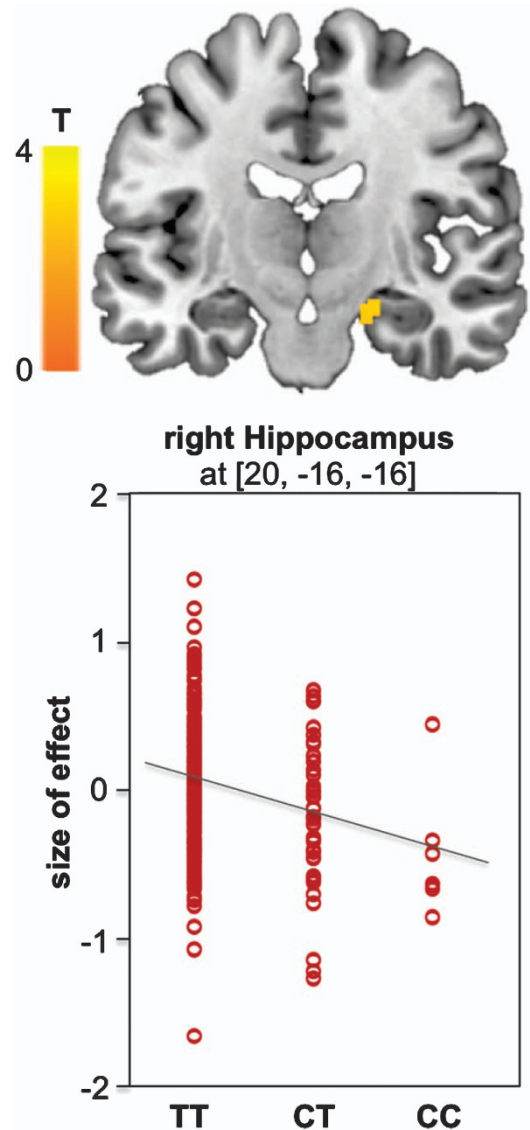 T
4
0
right Hippocampus
at [20, -16, -16]
2
1
0
-1
-2
size of effect
TT CT CC